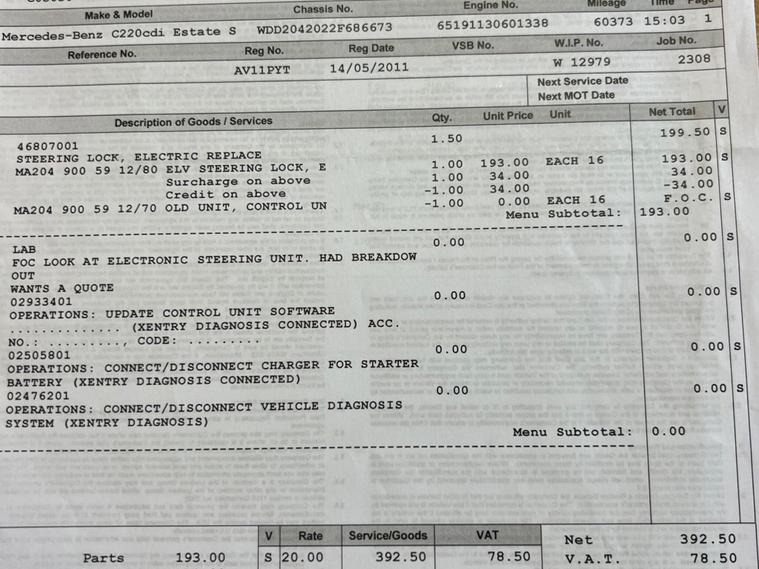 Make & Model Chassis No. Engine No. Mileage Time Page
Mercedes-Benz C220cdi Estate S WDD2042022F686673 65191130601338 60373 15:03 1
Reference No. Reg No. Reg Date VSB No. W.I.P. No. Job No.
AV11PYT 14/05/2011 W 12979 2308
Next Service Date
Next MOT Date
Description of Goods / Services Qty. Unit Price Unit Net Total V
46807001 1.50 199.50 S
STEERING LOCK, ELECTRIC REPLACE
MA204 900 59 12/80 ELV STEERING LOCK, E 1.00 193.00 EACH 16 193.00 S
Surcharge on above 1.00 34.00 34.00
Credit on above -1.00 34.00 -34.00
MA204 900 59 12/70 OLD UNIT, CONTROL UN -1.00 0.00 EACH 16 F.O.C. S
Menu Subtotal: 193.00
LAB 0.00 0.00 S
FOC LOOK AT ELECTRONIC STEERING UNIT. HAD BREAKDOW
OUT
WANTS A QUOTE
02933401 0.00 0.00 S
OPERATIONS: UPDATE CONTROL UNIT SOFTWARE
.............. (XENTRY DIAGNOSIS CONNECTED) ACC.
NO.: ........., CODE: .........
02505801 0.00 0.00 S
OPERATIONS: CONNECT/DISCONNECT CHARGER FOR STARTER
BATTERY (XENTRY DIAGNOSIS CONNECTED)
02476201 0.00 0.00 S
OPERATIONS: CONNECT/DISCONNECT VEHICLE DIAGNOSIS
SYSTEM (XENTRY DIAGNOSIS)
Menu Subtotal: 0.00
V Rate Service/Goods VAT Net 392.50
Parts 193.00 S 20.00 392.50 78.50 V.A.T. 78.50